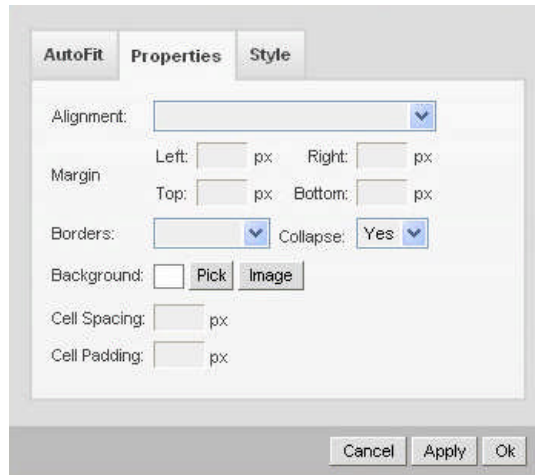 AutoFit Properties Style
Alignment:
Left: px Right: px
Margin
Top: px Bottom: px
Borders: Collapse: Yes
Background: Pick Image
Cell Spacing: px
Cell Padding: px
Cancel Apply Ok